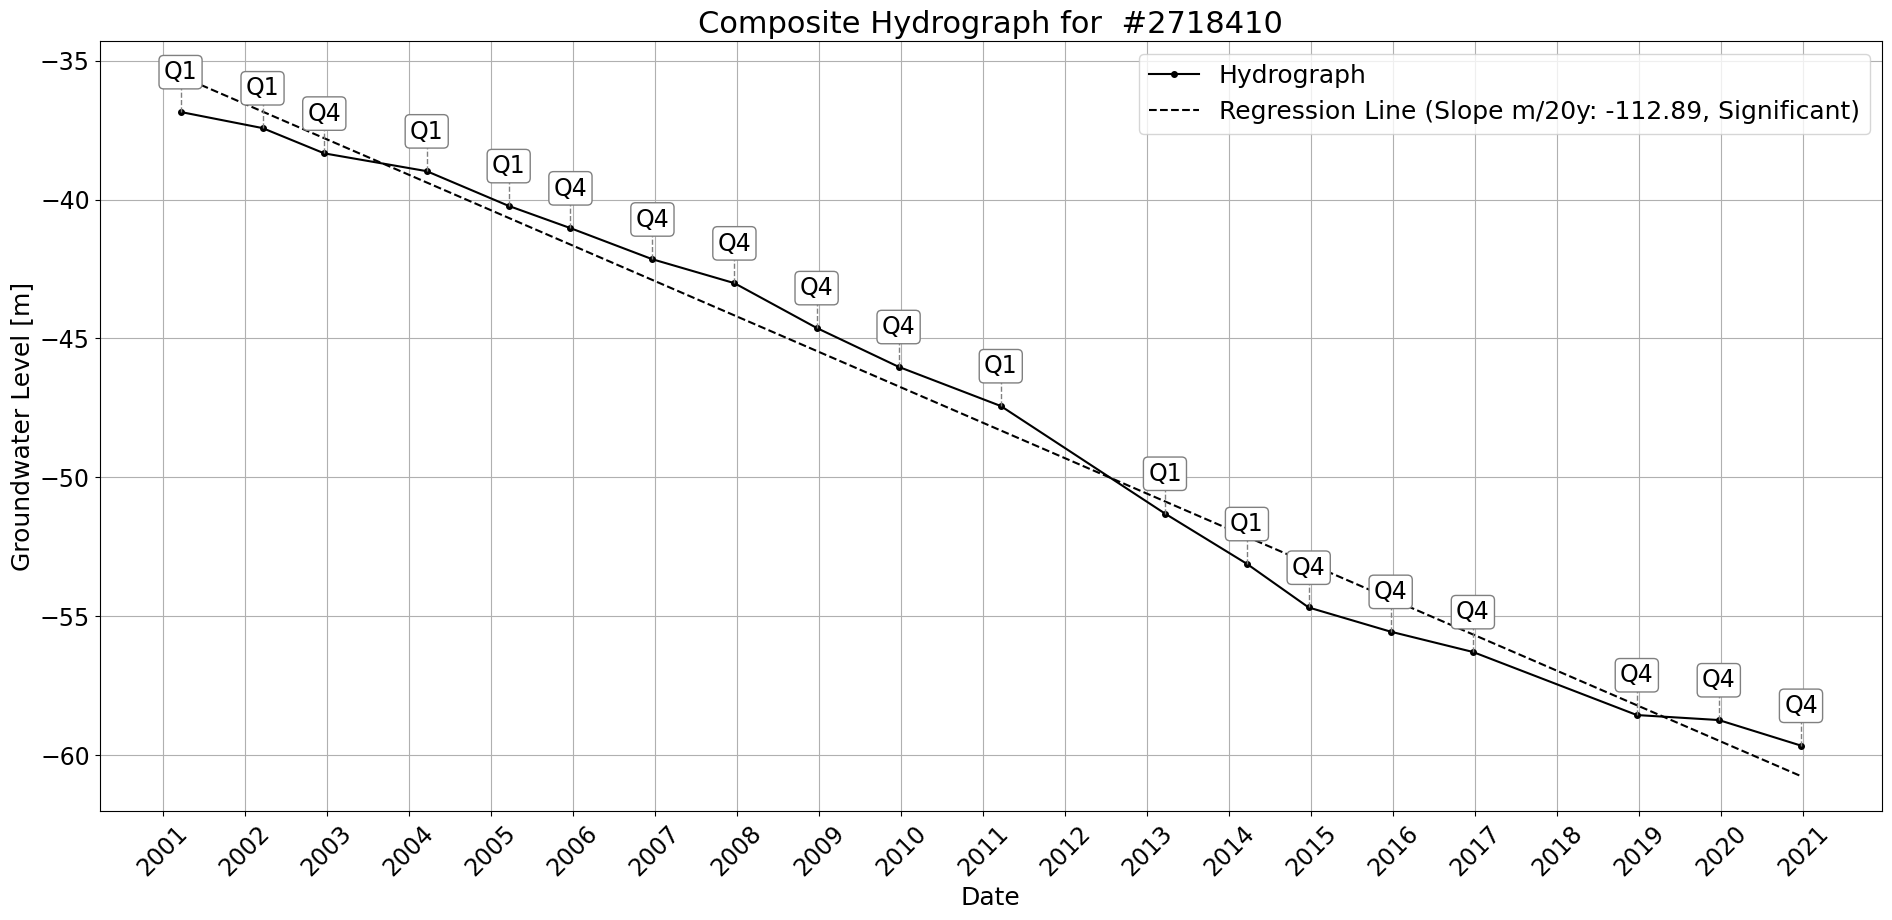 Composite Hydrograph for  #2718410
Hydrograph
Regression Line (Slope m/20y: -112.89, Significant)
Groundwater Level [m]
−35
−40
−45
−50
−55
−60
Q1
Q1
Q4
Q1
Q1
Q4
Q4
Q4
Q4
Q4
Q1
Q1
Q1
Q4
Q4
Q4
Q4
Q4
Q4
2001
2002
2003
2004
2005
2006
2007
2008
2009
2010
2011
2012
2013
2014
2015
2016
2017
2018
2019
2020
2021
Date